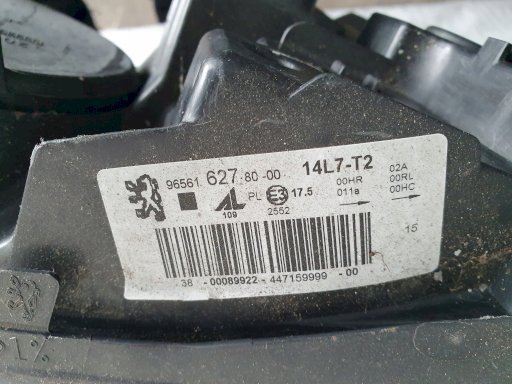 96561 627.80-00 14L7-T2
PL E3 17.5 00HR 02A
109 2552 011a 00RL
00HC
15
38 - 00089922 - 447159999 - 00